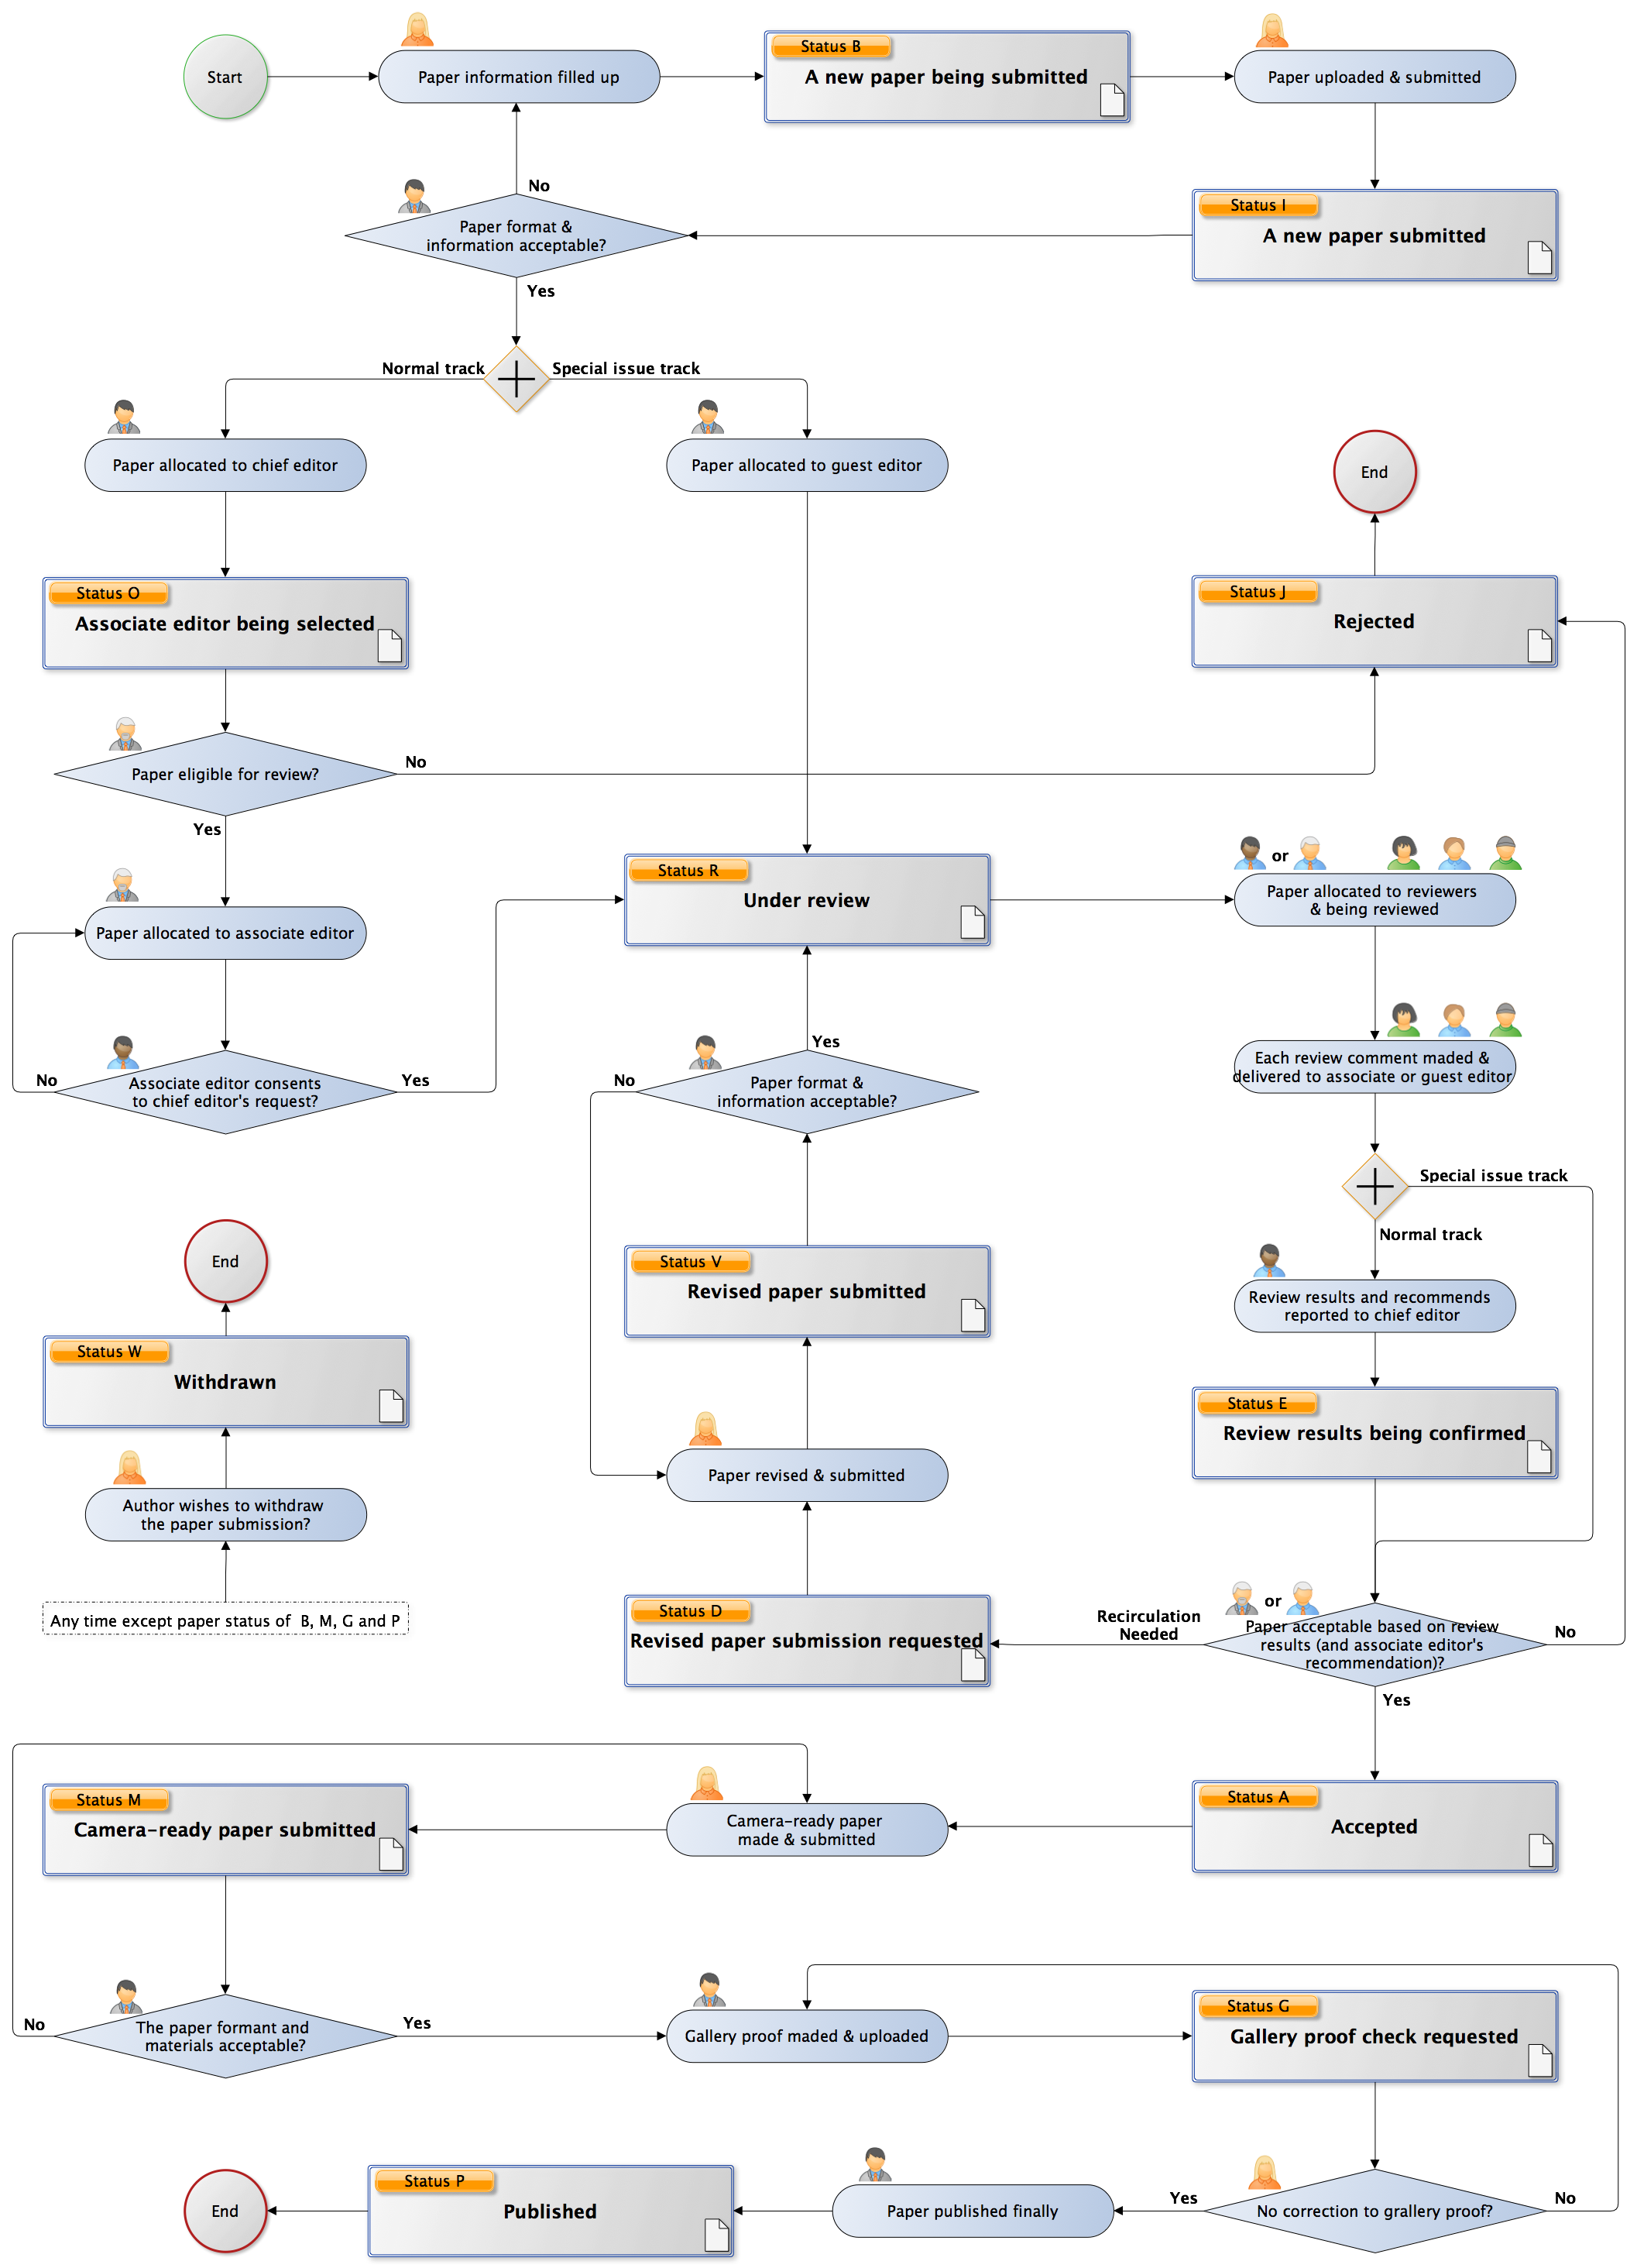 Start
Paper information filled up
Status B
A new paper being submitted
Paper uploaded & submitted
No
Paper format &
information acceptable?
Yes
Status I
A new paper submitted
Normal track
Special issue track
Paper allocated to chief editor
Paper allocated to guest editor
End
Status O
Associate editor being selected
Status J
Rejected
Paper eligible for review?
No
Yes
Paper allocated to associate editor
Status R
Under review
or
Paper allocated to reviewers
& being reviewed
No
Associate editor consents
to chief editor's request?
Yes
Yes
No
Paper format &
information acceptable?
Each review comment maded &
delivered to associate or guest editor
Special issue track
Normal track
End
Status V
Revised paper submitted
Review results and recommends
reported to chief editor
Status W
Withdrawn
Status E
Review results being confirmed
Author wishes to withdraw
the paper submission?
Paper revised & submitted
Any time except paper status of B, M, G and P
Status D
Revised paper submission requested
Recirculation
Needed
or
Paper acceptable based on review
results (and associate editor's
recommendation)?
No
Yes
Status M
Camera-ready paper submitted
Camera-ready paper
made & submitted
Status A
Accepted
No
The paper formant and
materials acceptable?
Yes
Gallery proof maded & uploaded
Status G
Gallery proof check requested
End
Status P
Published
Paper published finally
Yes
No correction to grallery proof?
No